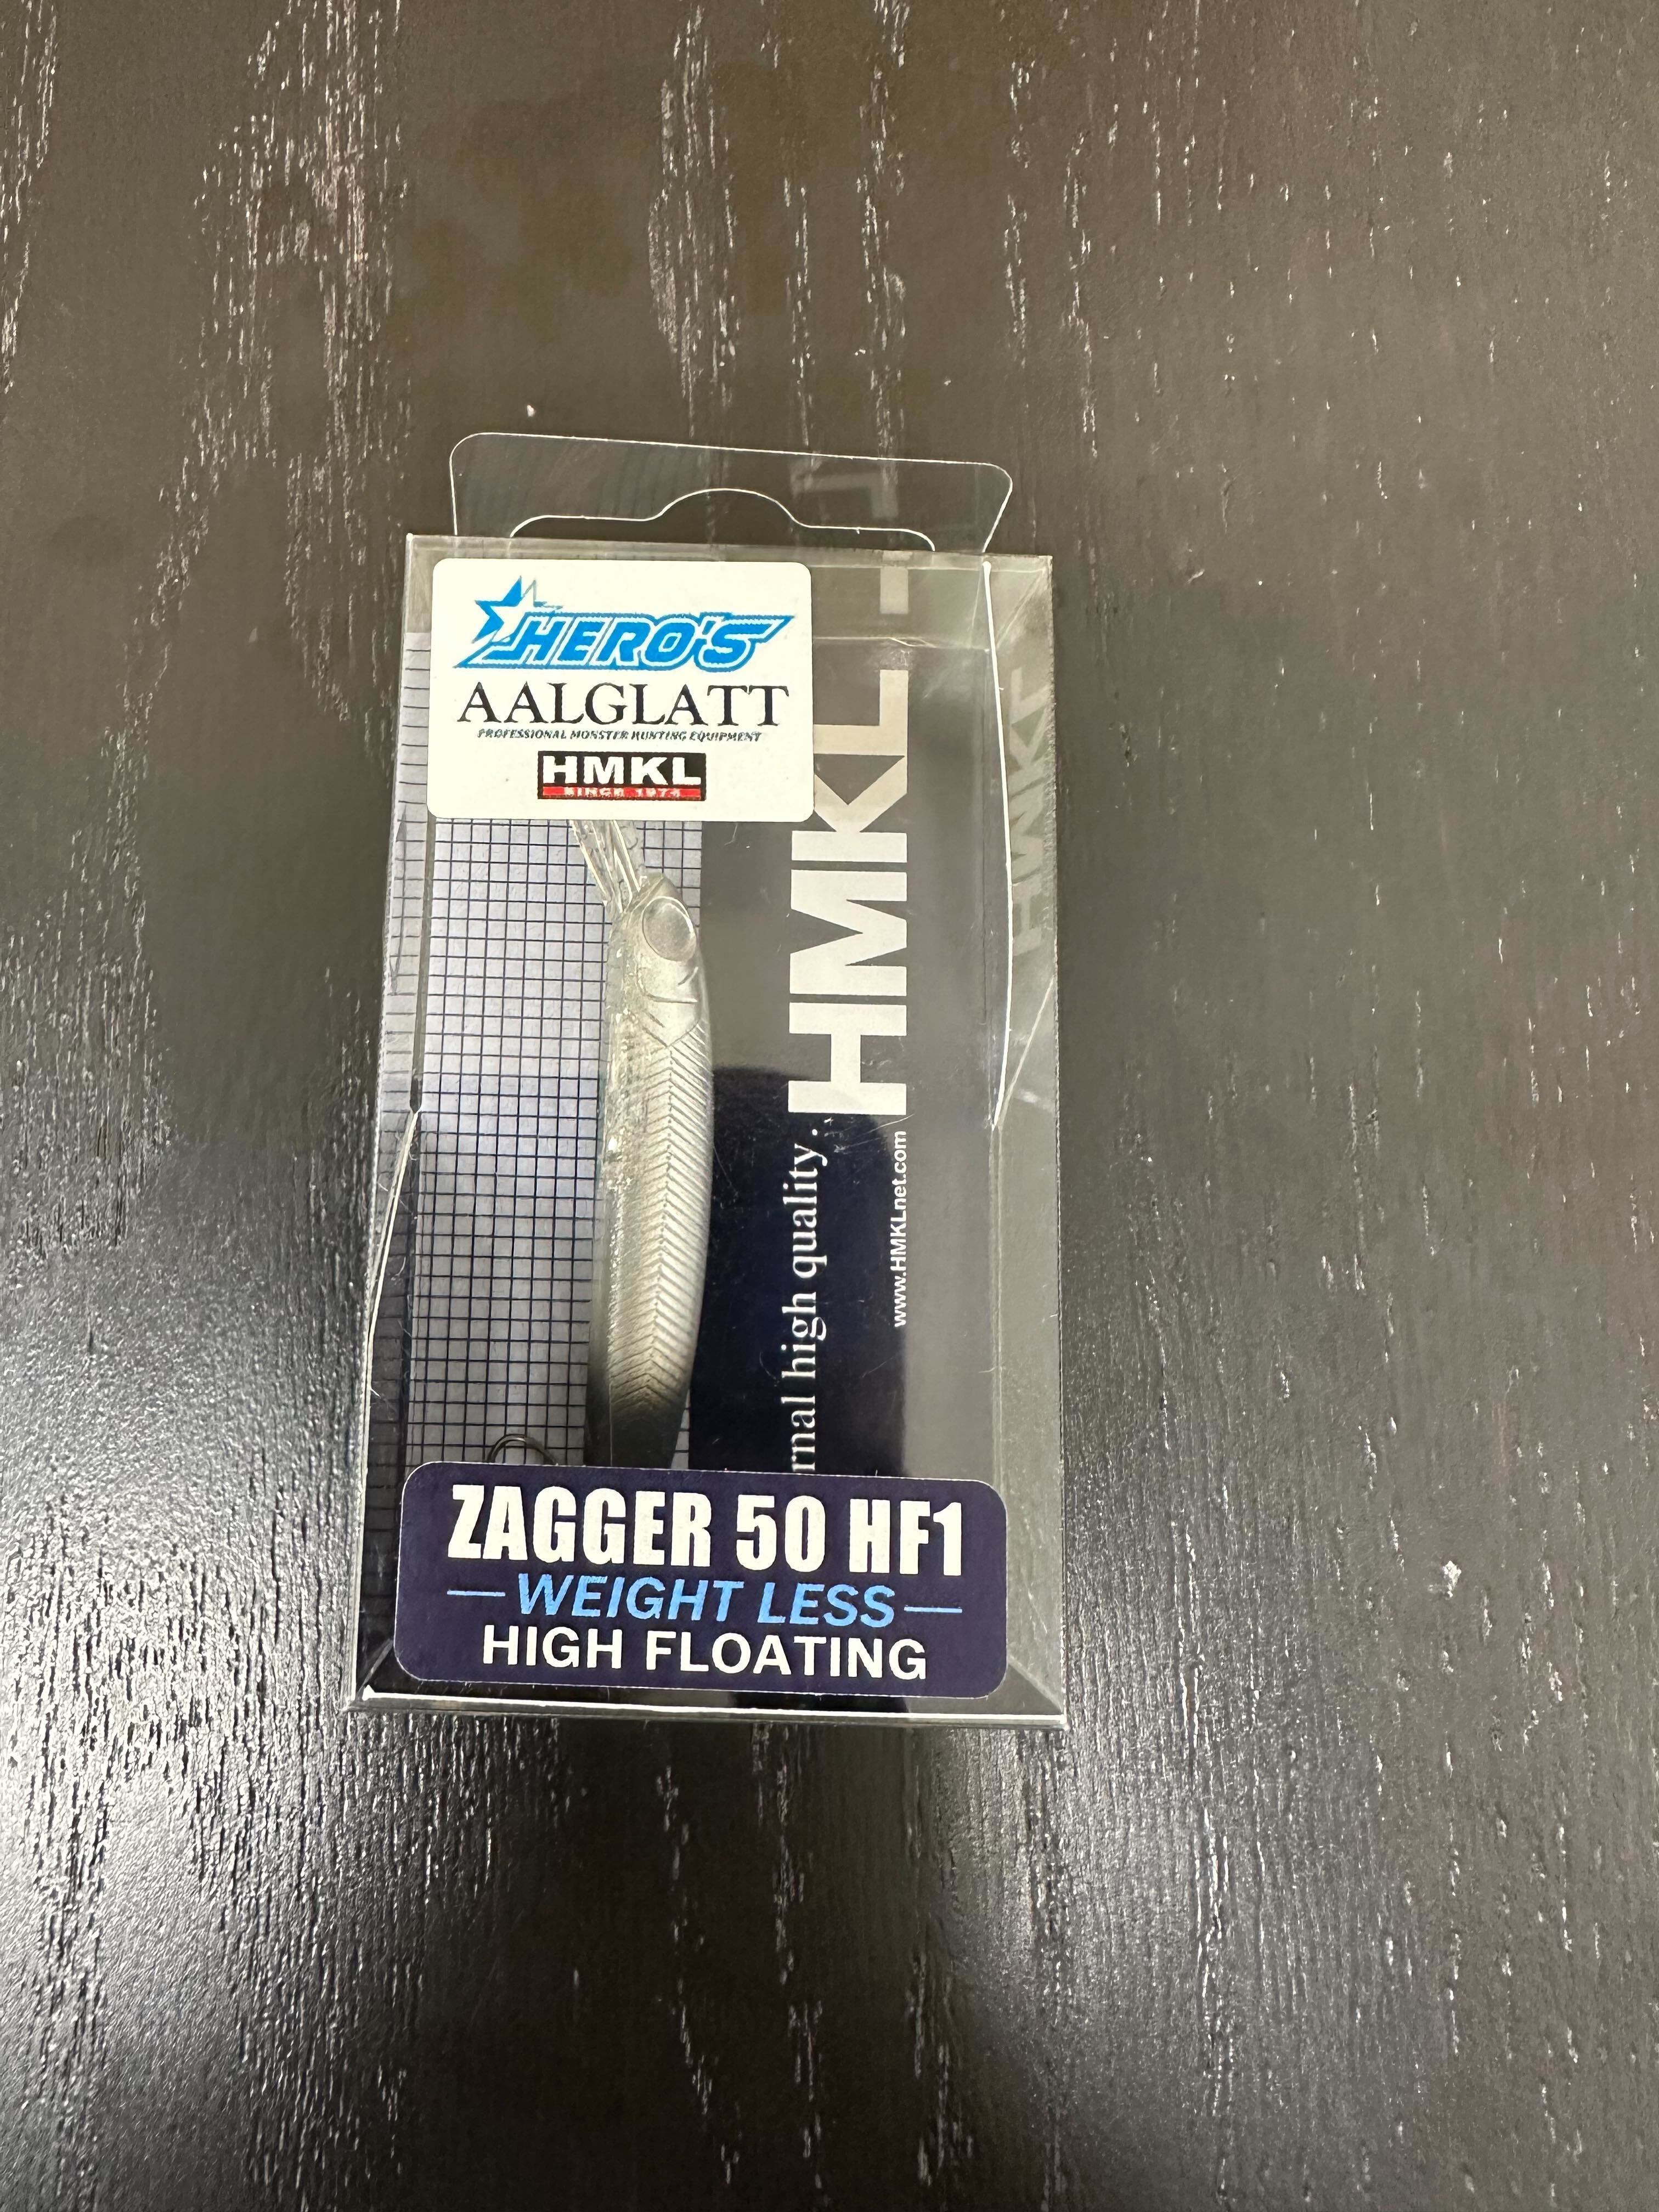 HERO'S
AALGLATT
PROFESSIONAL MONSTER HUNTING EQUIPMENT
HMKL
SINCE 1974
HMKL
high quality.
www.HMKLnet.com
HMKL
ZAGGER 50 HF1
WEIGHT LESS
HIGH FLOATING